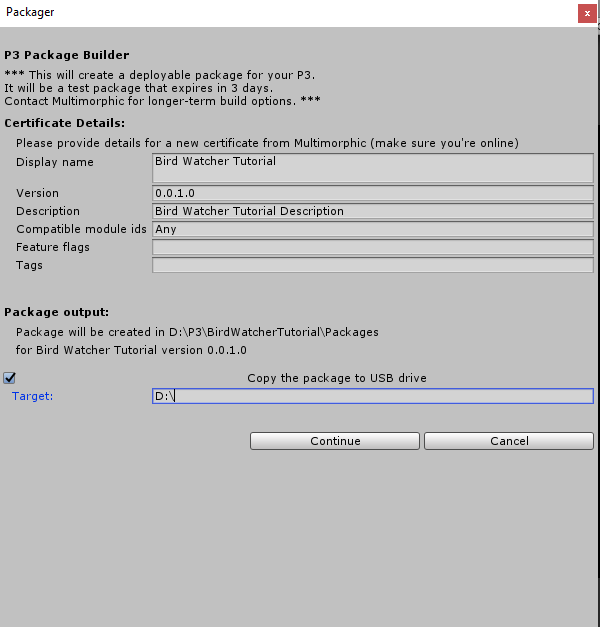 Packager
x
P3 Package Builder
*** This will create a deployable package for your P3.
It will be a test package that expires in 3 days.
Contact Multimorphic for longer-term build options. ***
Certificate Details:
Please provide details for a new certificate from Multimorphic (make sure you're online)
Display name Bird Watcher Tutorial
Version 0.0.1.0
Description Bird Watcher Tutorial Description
Compatible module ids Any
Feature flags
Tags
Package output:
Package will be created in D:\P3\BirdWatcherTutorial\Packages
for Bird Watcher Tutorial version 0.0.1.0
Copy the package to USB drive
Target: D:\
Continue Cancel